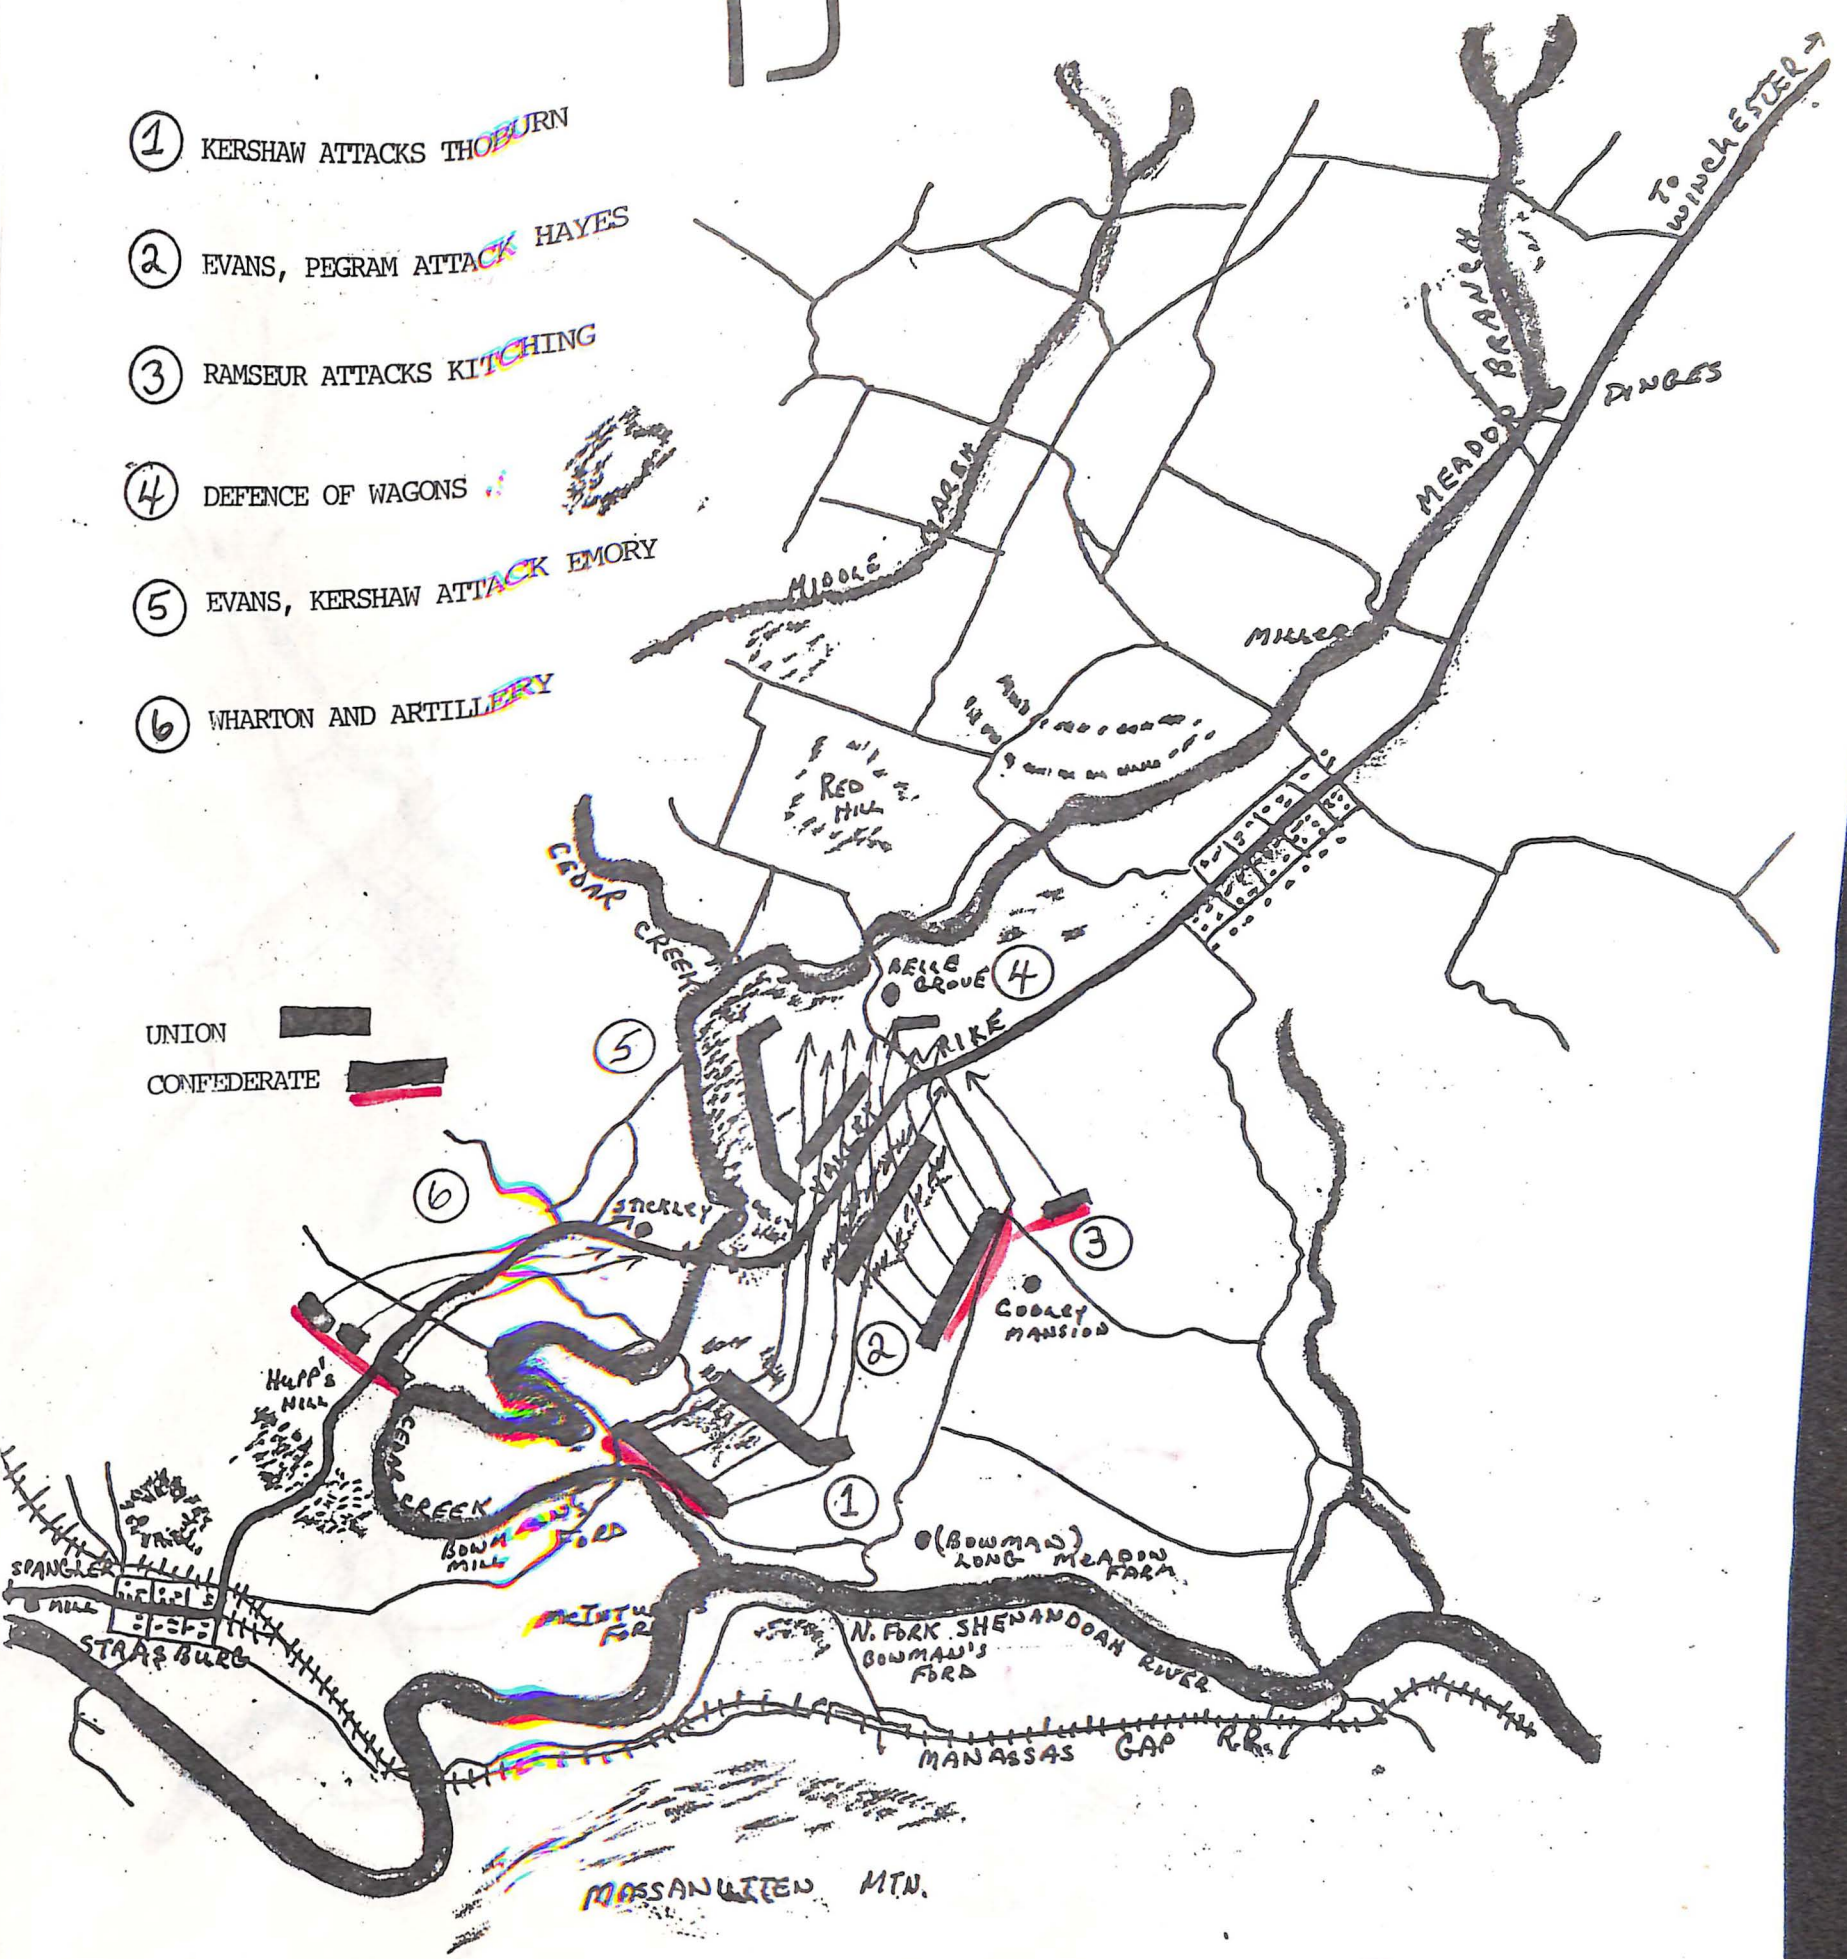 D
① KERSHAW ATTACKS THOBURN
② EVANS, PEGRAM ATTACK HAYES
③ RAMSEUR ATTACKS KITCHING
④ DEFENCE OF WAGONS
⑤ EVANS, KERSHAW ATTACK EMORY
⑥ WHARTON AND ARTILLERY
UNION
CONFEDERATE
TO
WINCHESTER
DINGES
MEADOW BRANCH
MIDDLE MARSH
MILLER
RED
HILL
CEDAR
CREEK
BELLE
GROVE
④
PIKE
⑤
⑥
STICKLEY
③
COOLEY
MANSION
②
HUPP'S
HILL
CEDAR
CREEK
①
BOWMAN'S
MILL FORD
(BOWMAN)
LONG MEADOW
FARM
SPANGLER
MILL
STRASBURG
N. FORK SHENANDOAH RIVER
BOWMAN'S
FORD
MANASSAS GAP R.R.
MASSANUTTEN MTN.